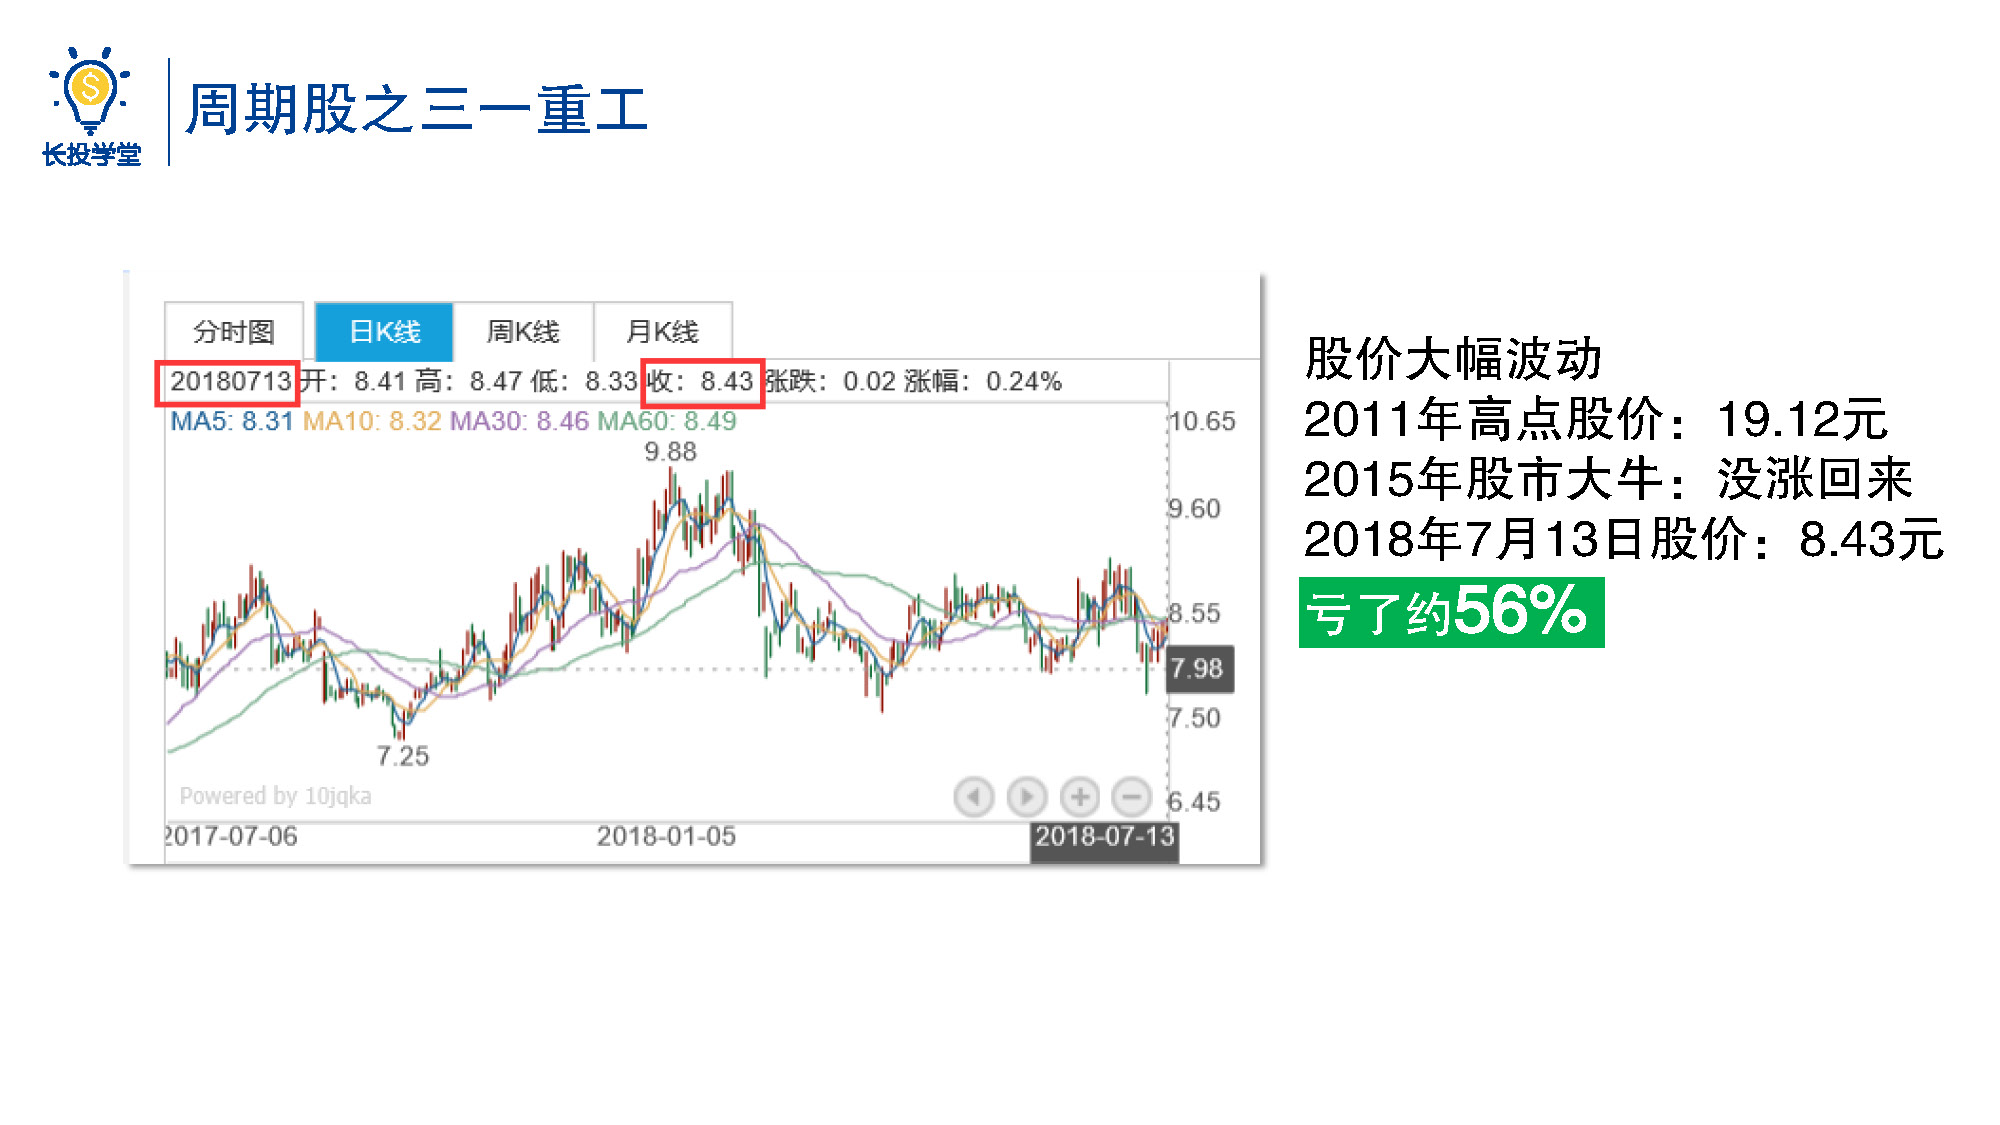 长投学堂
周期股之三一重工
分时图 日K线 周K线 月K线
20180713 开：8.41 高：8.47 低：8.33 收：8.43 涨跌：0.02 涨幅：0.24%
MA5: 8.31 MA10: 8.32 MA30: 8.46 MA60: 8.49
10.65
9.88
9.60
8.55
7.98
7.50
7.25
6.45
Powered by 10jqka
2017-07-06 2018-01-05 2018-07-13
股价大幅波动
2011年高点股价：19.12元
2015年股市大牛：没涨回来
2018年7月13日股价：8.43元
亏了约56%